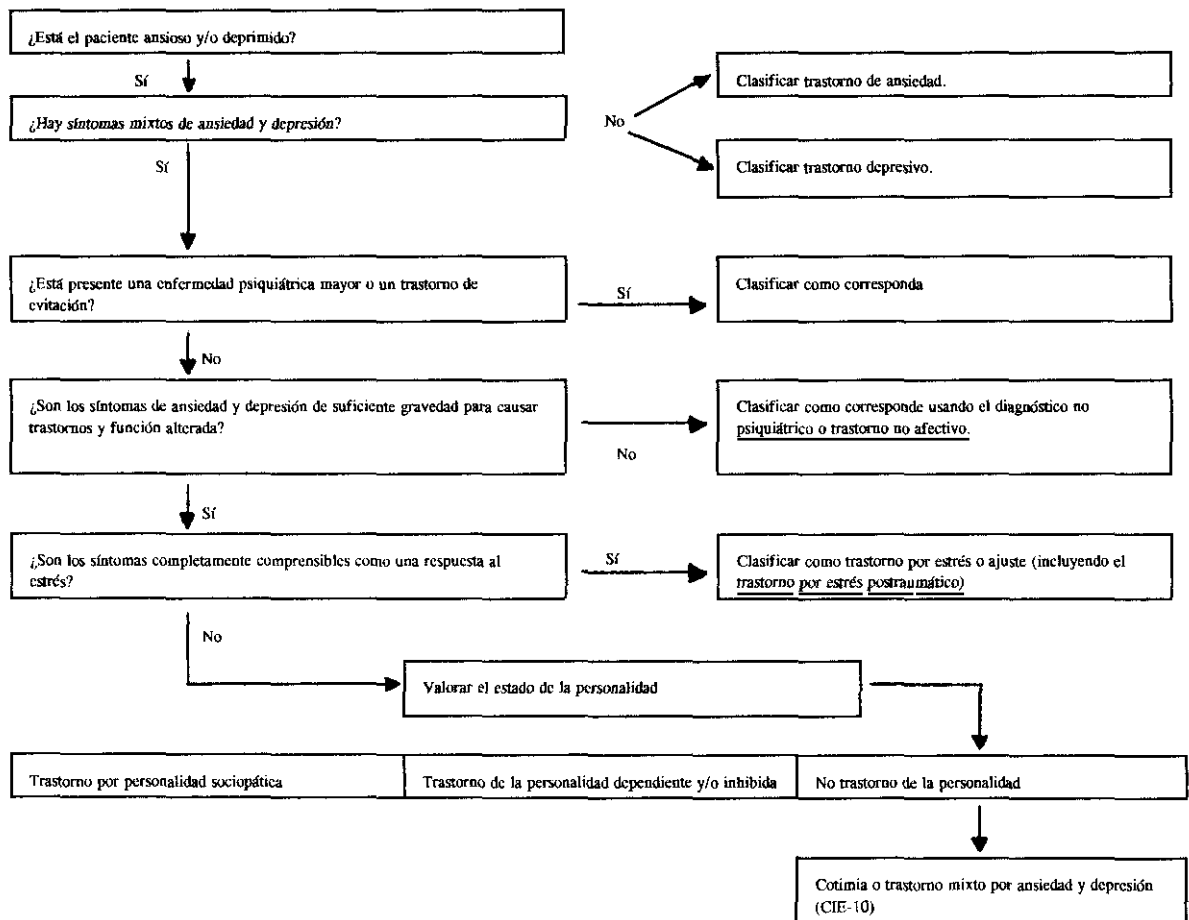 ¿Está el paciente ansioso y/o deprimido?
Sí
Clasificar trastorno de ansiedad.
¿Hay síntomas mixtos de ansiedad y depresión?
No
Clasificar trastorno depresivo.
Sí
¿Está presente una enfermedad psiquiátrica mayor o un trastorno de
evitación?
Sí
Clasificar como corresponda
No
¿Son los síntomas de ansiedad y depresión de suficiente gravedad para causar
trastornos y función alterada?
No
Clasificar como corresponde usando el diagnóstico no
psiquiátrico o trastorno no afectivo.
Sí
¿Son los síntomas completamente comprensibles como una respuesta al
estrés?
Sí
Clasificar como trastorno por estrés o ajuste (incluyendo el
trastorno por estrés postraumático)
No
Valorar el estado de la personalidad
Trastorno por personalidad sociopática
Trastorno de la personalidad dependiente y/o inhibida
No trastorno de la personalidad
Cotimia o trastorno mixto por ansiedad y depresión
(CIE-10)